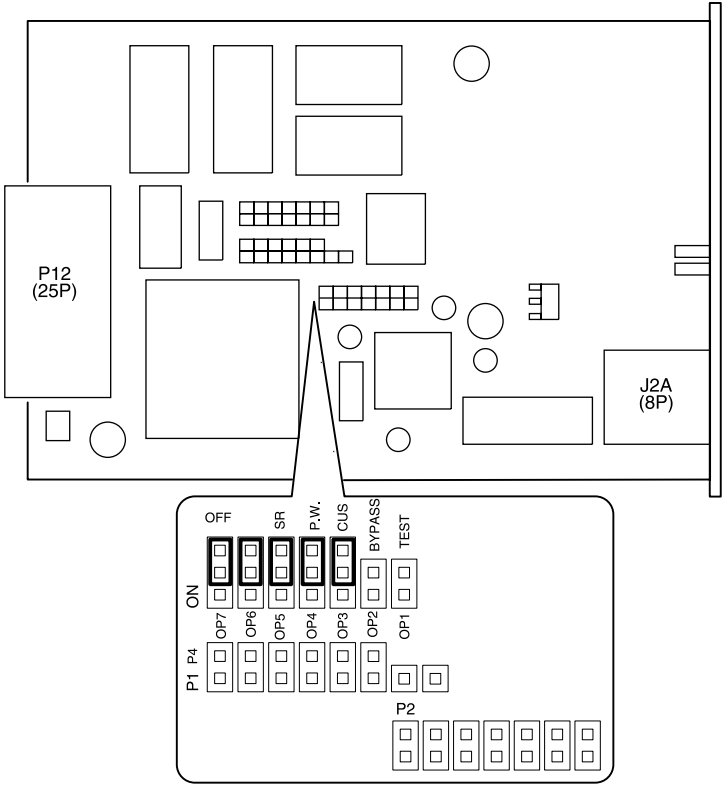 P12
(25P)
J2A
(8P)
OFF
SR
P.W.
CUS
BYPASS
TEST
ON
OP7
OP6
OP5
OP4
OP3
OP2
OP1
P1
P4
P2